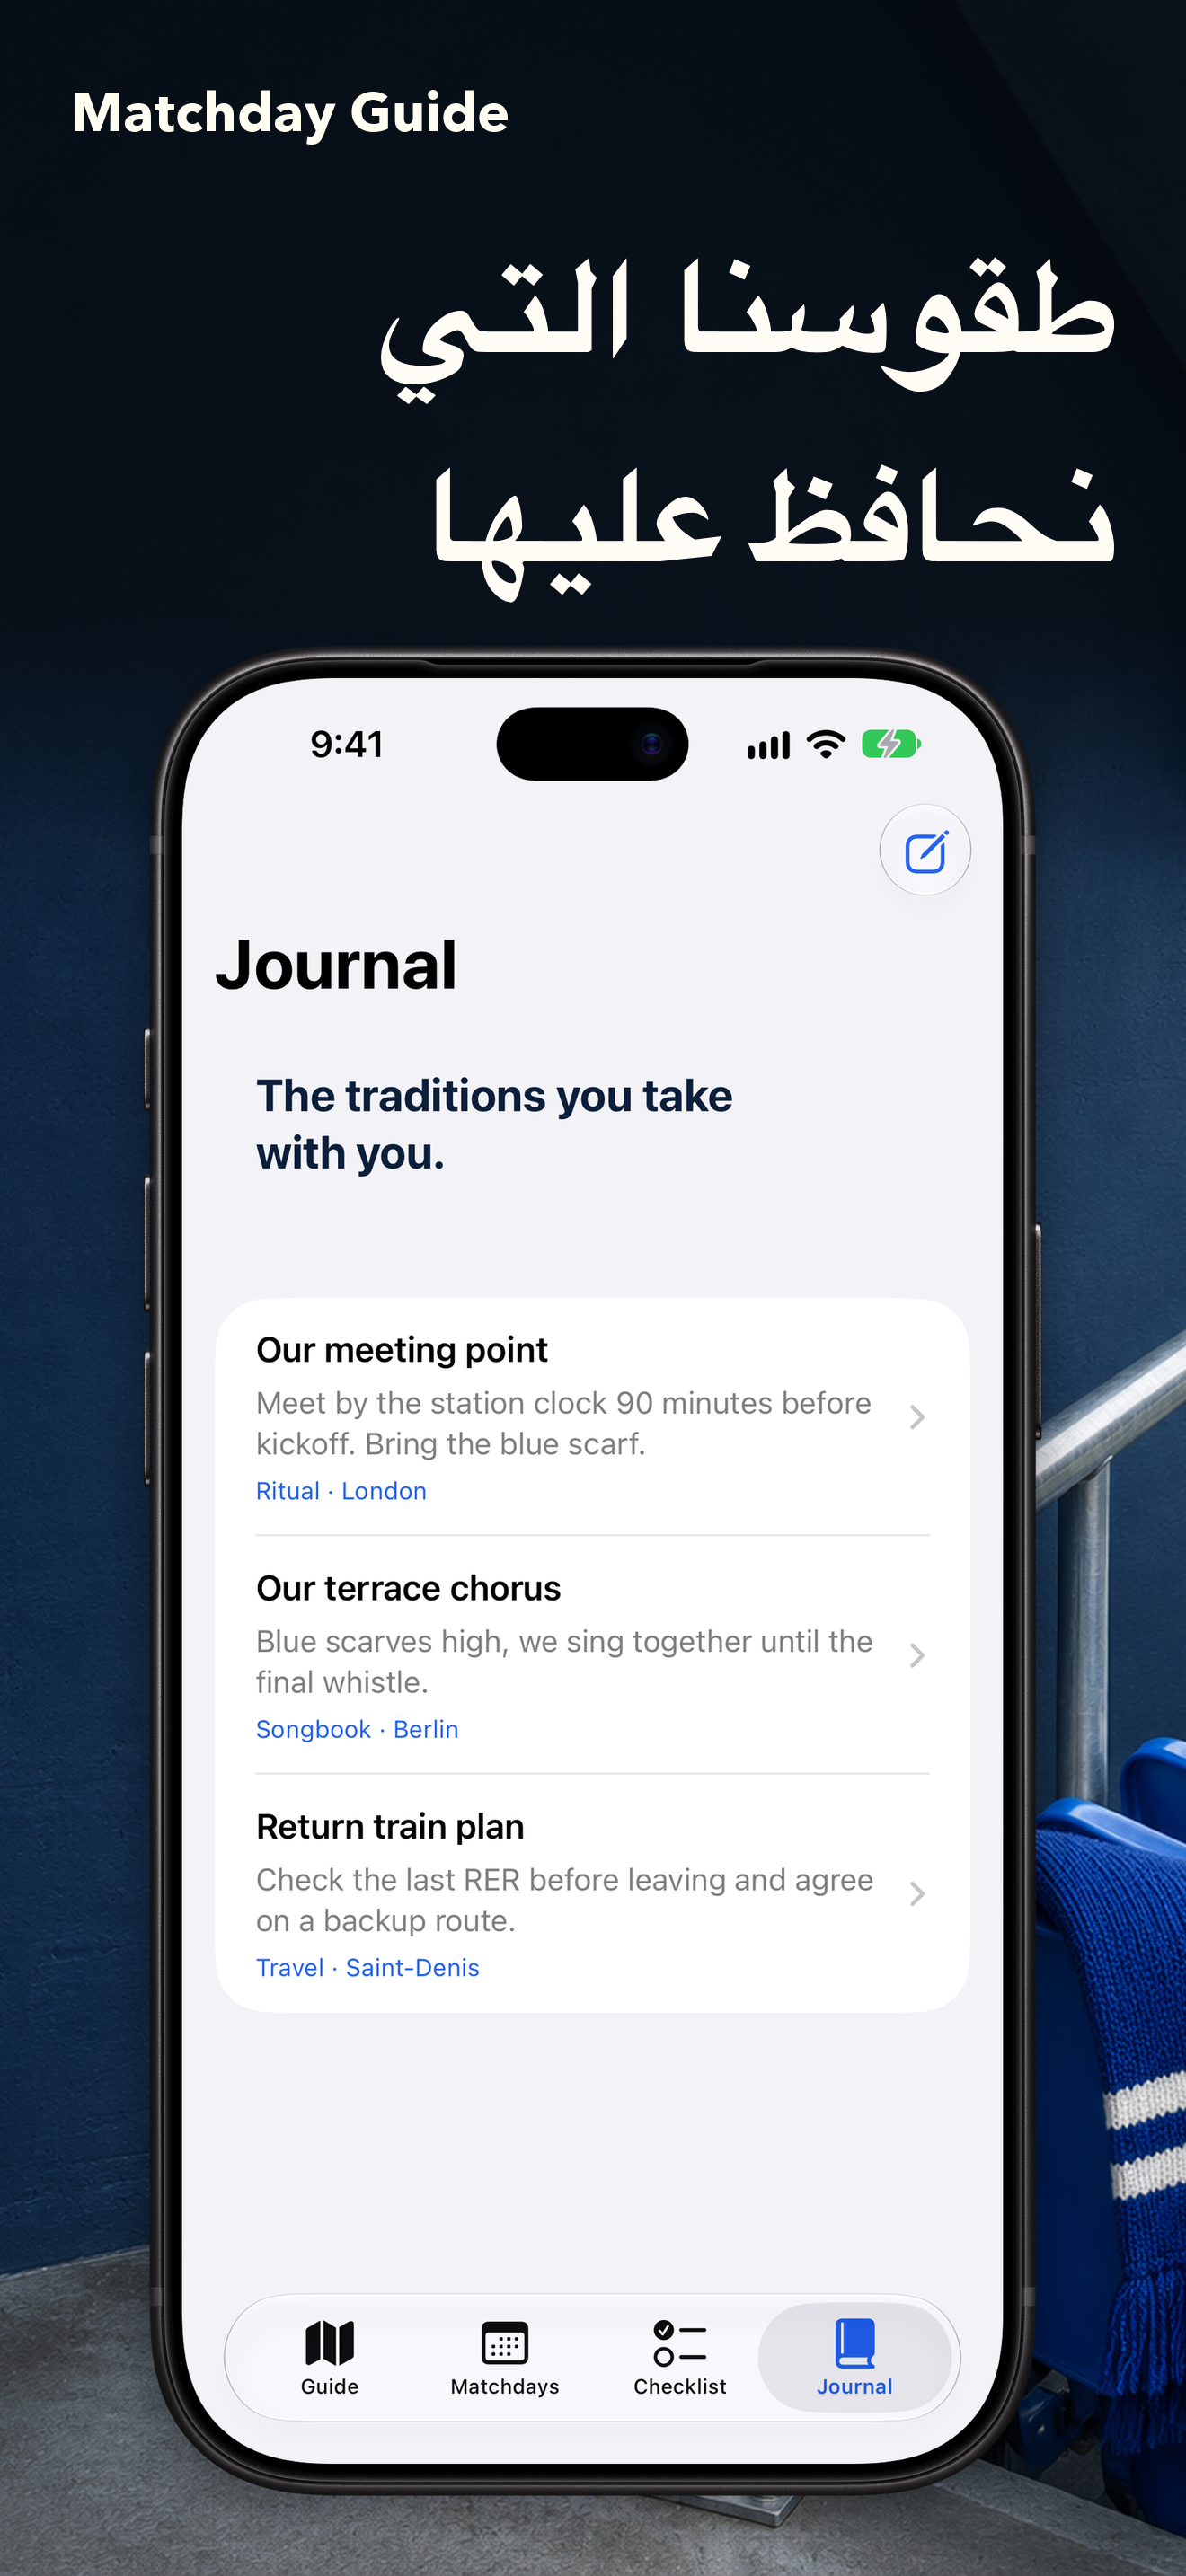 Matchday Guide
طقوسنا التي
نحافظ عليها
9:41
Journal
The traditions you take
with you.
Our meeting point
Meet by the station clock 90 minutes before
kickoff. Bring the blue scarf.
Ritual · London
Our terrace chorus
Blue scarves high, we sing together until the
final whistle.
Songbook · Berlin
Return train plan
Check the last RER before leaving and agree
on a backup route.
Travel · Saint-Denis
Guide
Matchdays
Checklist
Journal